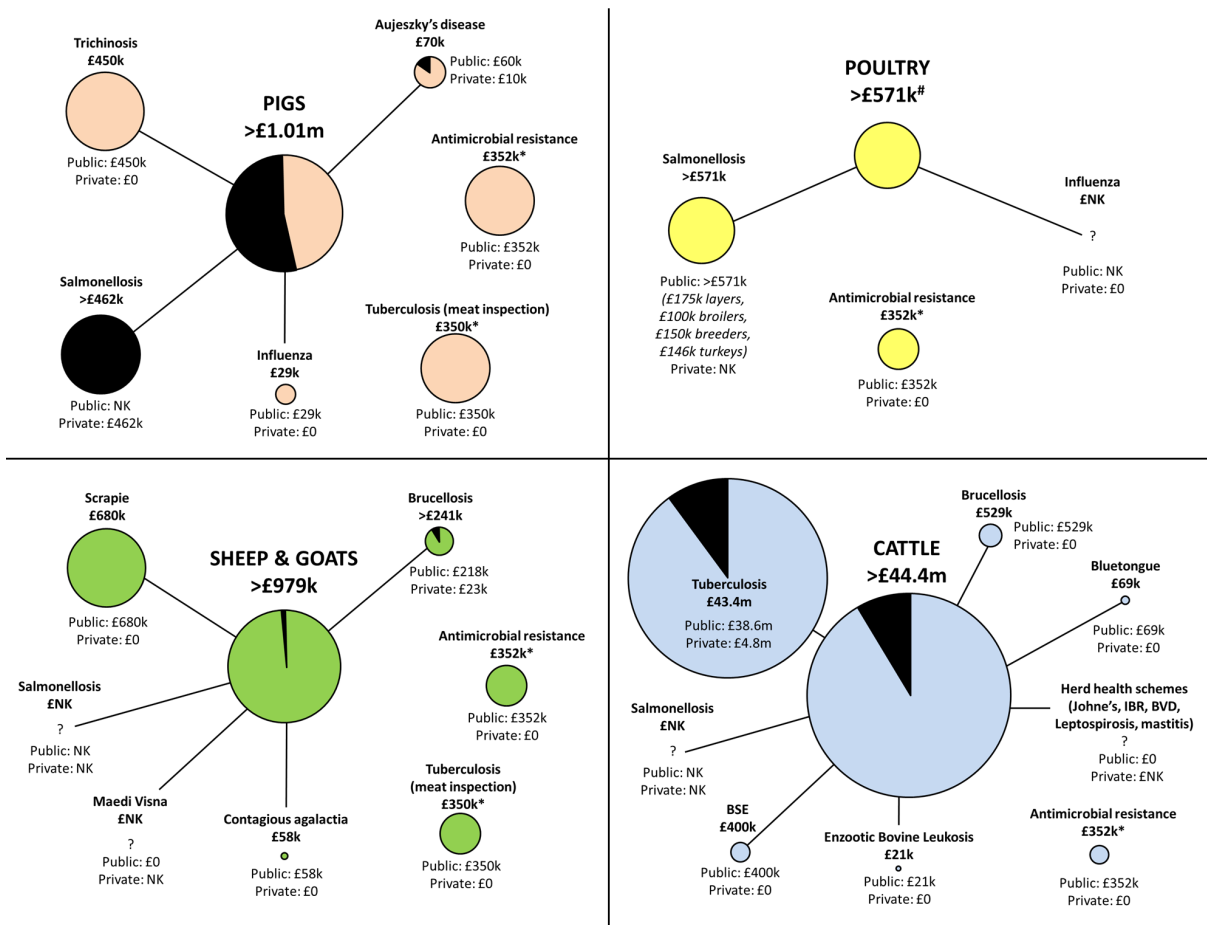 Trichinosis
£450k
Public: £450k
Private: £0
PIGS
>£1.01m
Aujeszky's disease
£70k
Public: £60k
Private: £10k
Antimicrobial resistance
£352k*
Public: £352k
Private: £0
Salmonellosis
>£462k
Public: NK
Private: £462k
Influenza
£29k
Public: £29k
Private: £0
Tuberculosis (meat inspection)
£350k*
Public: £350k
Private: £0
POULTRY
>£571k#
Salmonellosis
>£571k
Public: >£571k
(£175k layers,
£100k broilers,
£150k breeders,
£146k turkeys)
Private: NK
Influenza
£NK
?
Public: NK
Private: £0
Antimicrobial resistance
£352k*
Public: £352k
Private: £0
Scrapie
£680k
Public: £680k
Private: £0
SHEEP & GOATS
>£979k
Brucellosis
>£241k
Public: £218k
Private: £23k
Antimicrobial resistance
£352k*
Public: £352k
Private: £0
Salmonellosis
£NK
?
Public: NK
Private: NK
Maedi Visna
£NK
?
Public: £0
Private: NK
Contagious agalactia
£58k
Public: £58k
Private: £0
Tuberculosis
(meat inspection)
£350k*
Public: £350k
Private: £0
Tuberculosis
£43.4m
Public: £38.6m
Private: £4.8m
CATTLE
>£44.4m
Brucellosis
£529k
Public: £529k
Private: £0
Bluetongue
£69k
Public: £69k
Private: £0
Herd health schemes
(Johne's, IBR, BVD,
Leptospirosis, mastitis)
?
Public: £0
Private: £NK
Salmonellosis
£NK
?
Public: NK
Private: NK
BSE
£400k
Public: £400k
Private: £0
Enzootic Bovine Leukosis
£21k
Public: £21k
Private: £0
Antimicrobial resistance
£352k*
Public: £352k
Private: £0